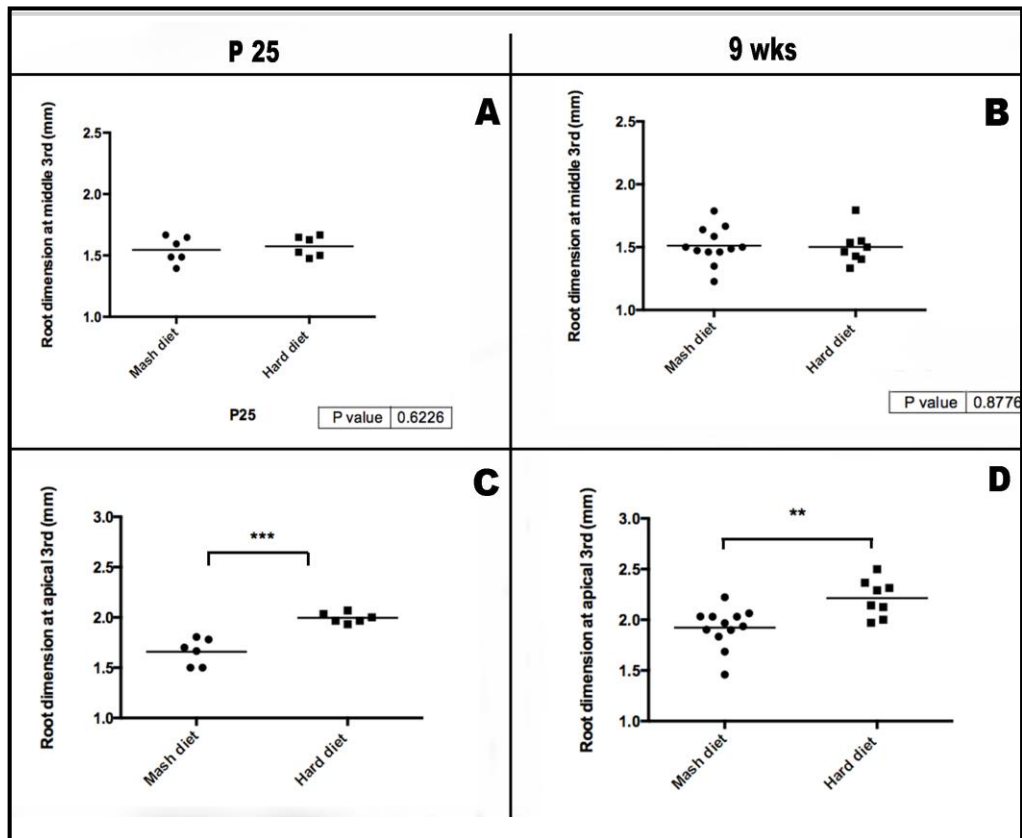 P 25
9 wks
A
Root dimension at middle 3rd (mm)
2.5
2.0
1.5
1.0
Mash diet
Hard diet
P25
P value 0.6226
B
Root dimension at middle 3rd (mm)
2.5
2.0
1.5
1.0
Mash diet
Hard diet
P value 0.8776
C
Root dimension at apical 3rd (mm)
3.0
2.5
2.0
1.5
1.0
***
Mash diet
Hard diet
D
Root dimension at apical 3rd (mm)
3.0
2.5
2.0
1.5
1.0
**
Mash diet
Hard diet